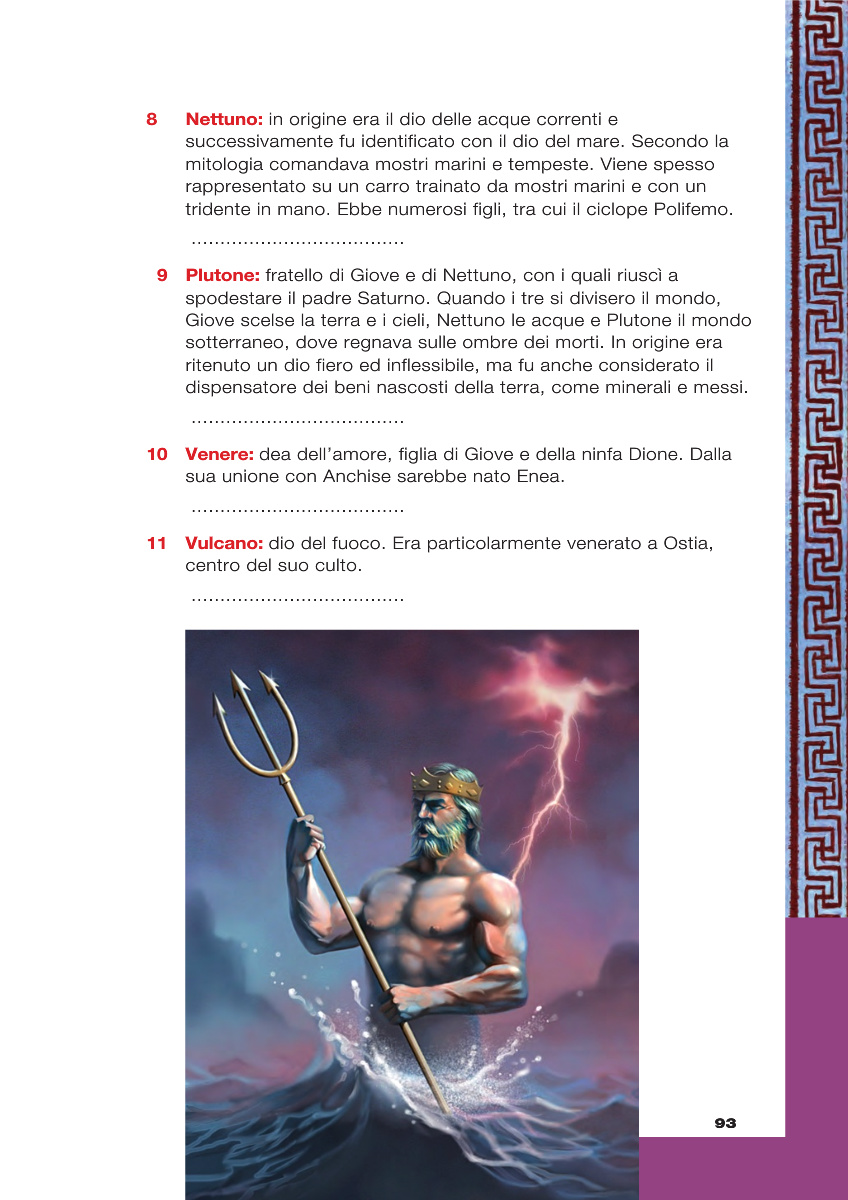 8 Nettuno: in origine era il dio delle acque correnti e
successivamente fu identificato con il dio del mare. Secondo la
mitologia comandava mostri marini e tempeste. Viene spesso
rappresentato su un carro trainato da mostri marini e con un
tridente in mano. Ebbe numerosi figli, tra cui il ciclope Polifemo.
.....................................
9 Plutone: fratello di Giove e di Nettuno, con i quali riuscì a
spodestare il padre Saturno. Quando i tre si divisero il mondo,
Giove scelse la terra e i cieli, Nettuno le acque e Plutone il mondo
sotterraneo, dove regnava sulle ombre dei morti. In origine era
ritenuto un dio fiero ed inflessibile, ma fu anche considerato il
dispensatore dei beni nascosti della terra, come minerali e messi.
.....................................
10 Venere: dea dell’amore, figlia di Giove e della ninfa Dione. Dalla
sua unione con Anchise sarebbe nato Enea.
.....................................
11 Vulcano: dio del fuoco. Era particolarmente venerato a Ostia,
centro del suo culto.
.....................................
93